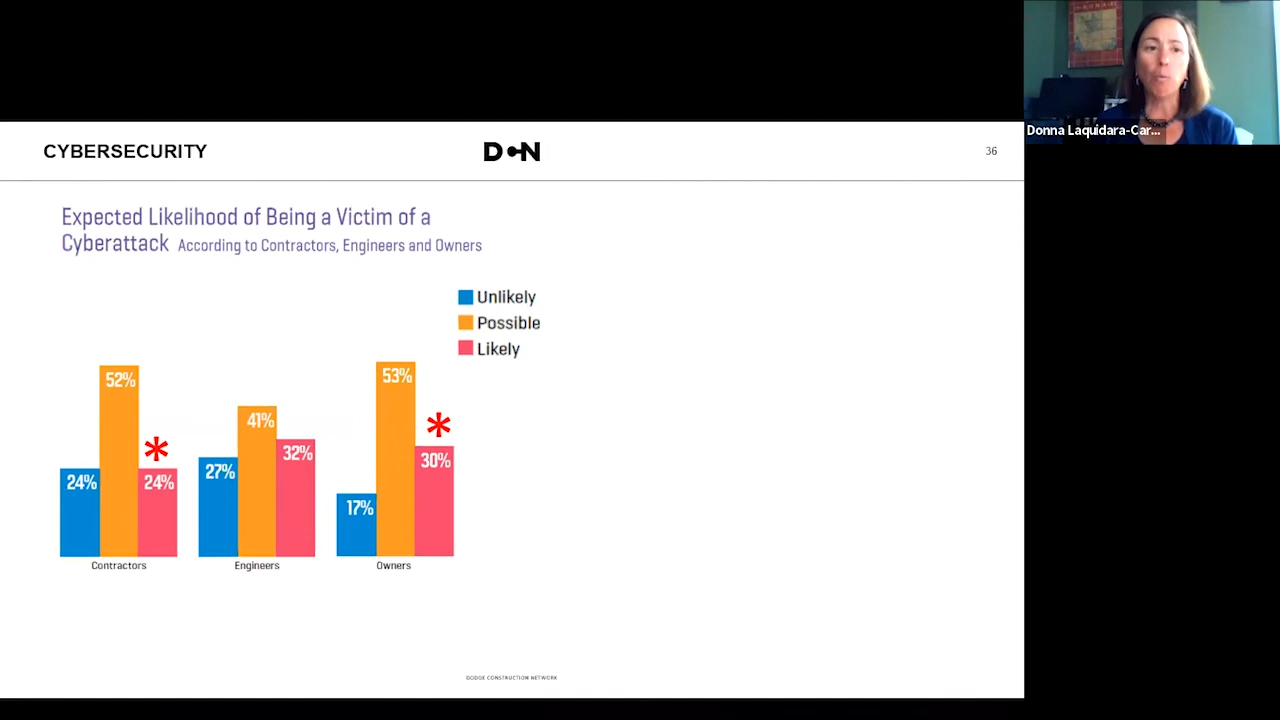 Donna Laquidara-Car...
CYBERSECURITY
D•N
36
Expected Likelihood of Being a Victim of a
Cyberattack According to Contractors, Engineers and Owners
Unlikely
Possible
Likely
52%
53%
41%
*
*
24%
24%
27%
32%
17%
30%
Contractors
Engineers
Owners
DODGE CONSTRUCTION NETWORK